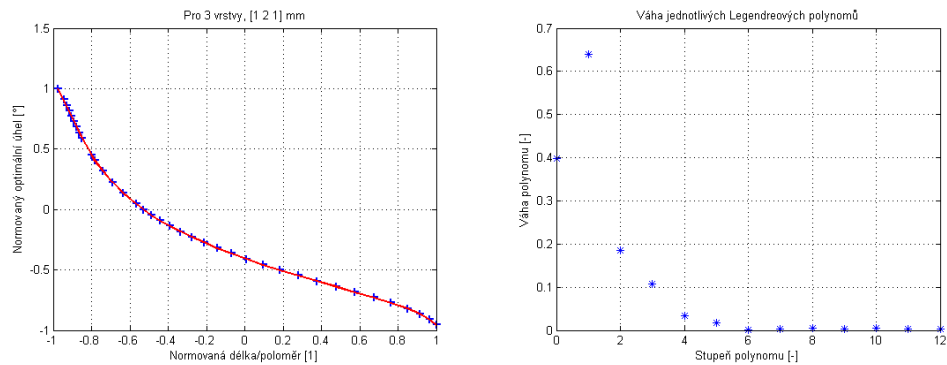 Pro 3 vrstvy, [1 2 1] mm
Normovaný optimální úhel [°]
1.5
1
0.5
0
-0.5
-1
-1 -0.8 -0.6 -0.4 -0.2 0 0.2 0.4 0.6 0.8 1
Normovaná délka/poloměr [1]
Váha jednotlivých Legendreových polynomů
Váha polynomu [-]
0.7
0.6
0.5
0.4
0.3
0.2
0.1
0
0 2 4 6 8 10 12
Stupeň polynomu [-]